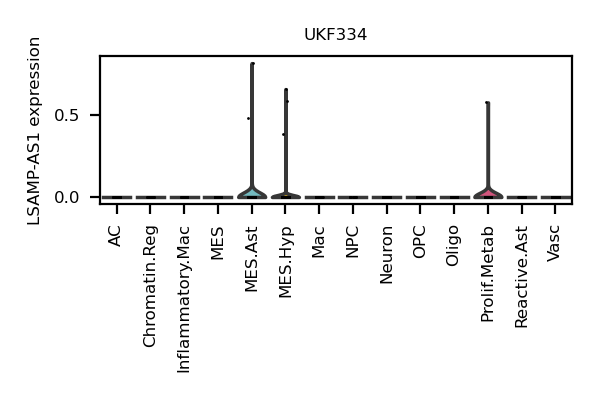 UKF334
LSAMP-AS1 expression
0.5
0.0
AC
Chromatin.Reg
Inflammatory.Mac
MES
MES.Ast
MES.Hyp
Mac
NPC
Neuron
OPC
Oligo
Prolif.Metab
Reactive.Ast
Vasc